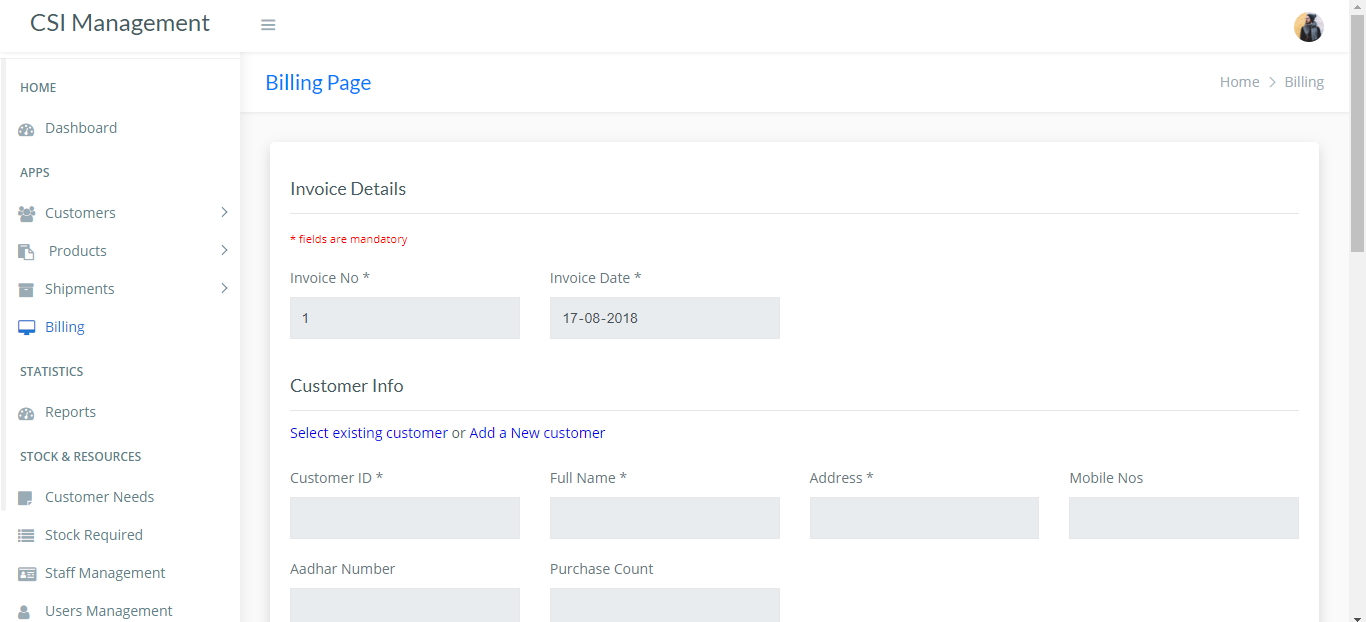 CSI Management
HOME
Dashboard
APPS
Customers
Products
Shipments
Billing
STATISTICS
Reports
STOCK & RESOURCES
Customer Needs
Stock Required
Staff Management
Users Management
Billing Page
Home > Billing
Invoice Details
* fields are mandatory
Invoice No * Invoice Date *
1 17-08-2018
Customer Info
Select existing customer or Add a New customer
Customer ID * Full Name * Address * Mobile Nos
Aadhar Number Purchase Count